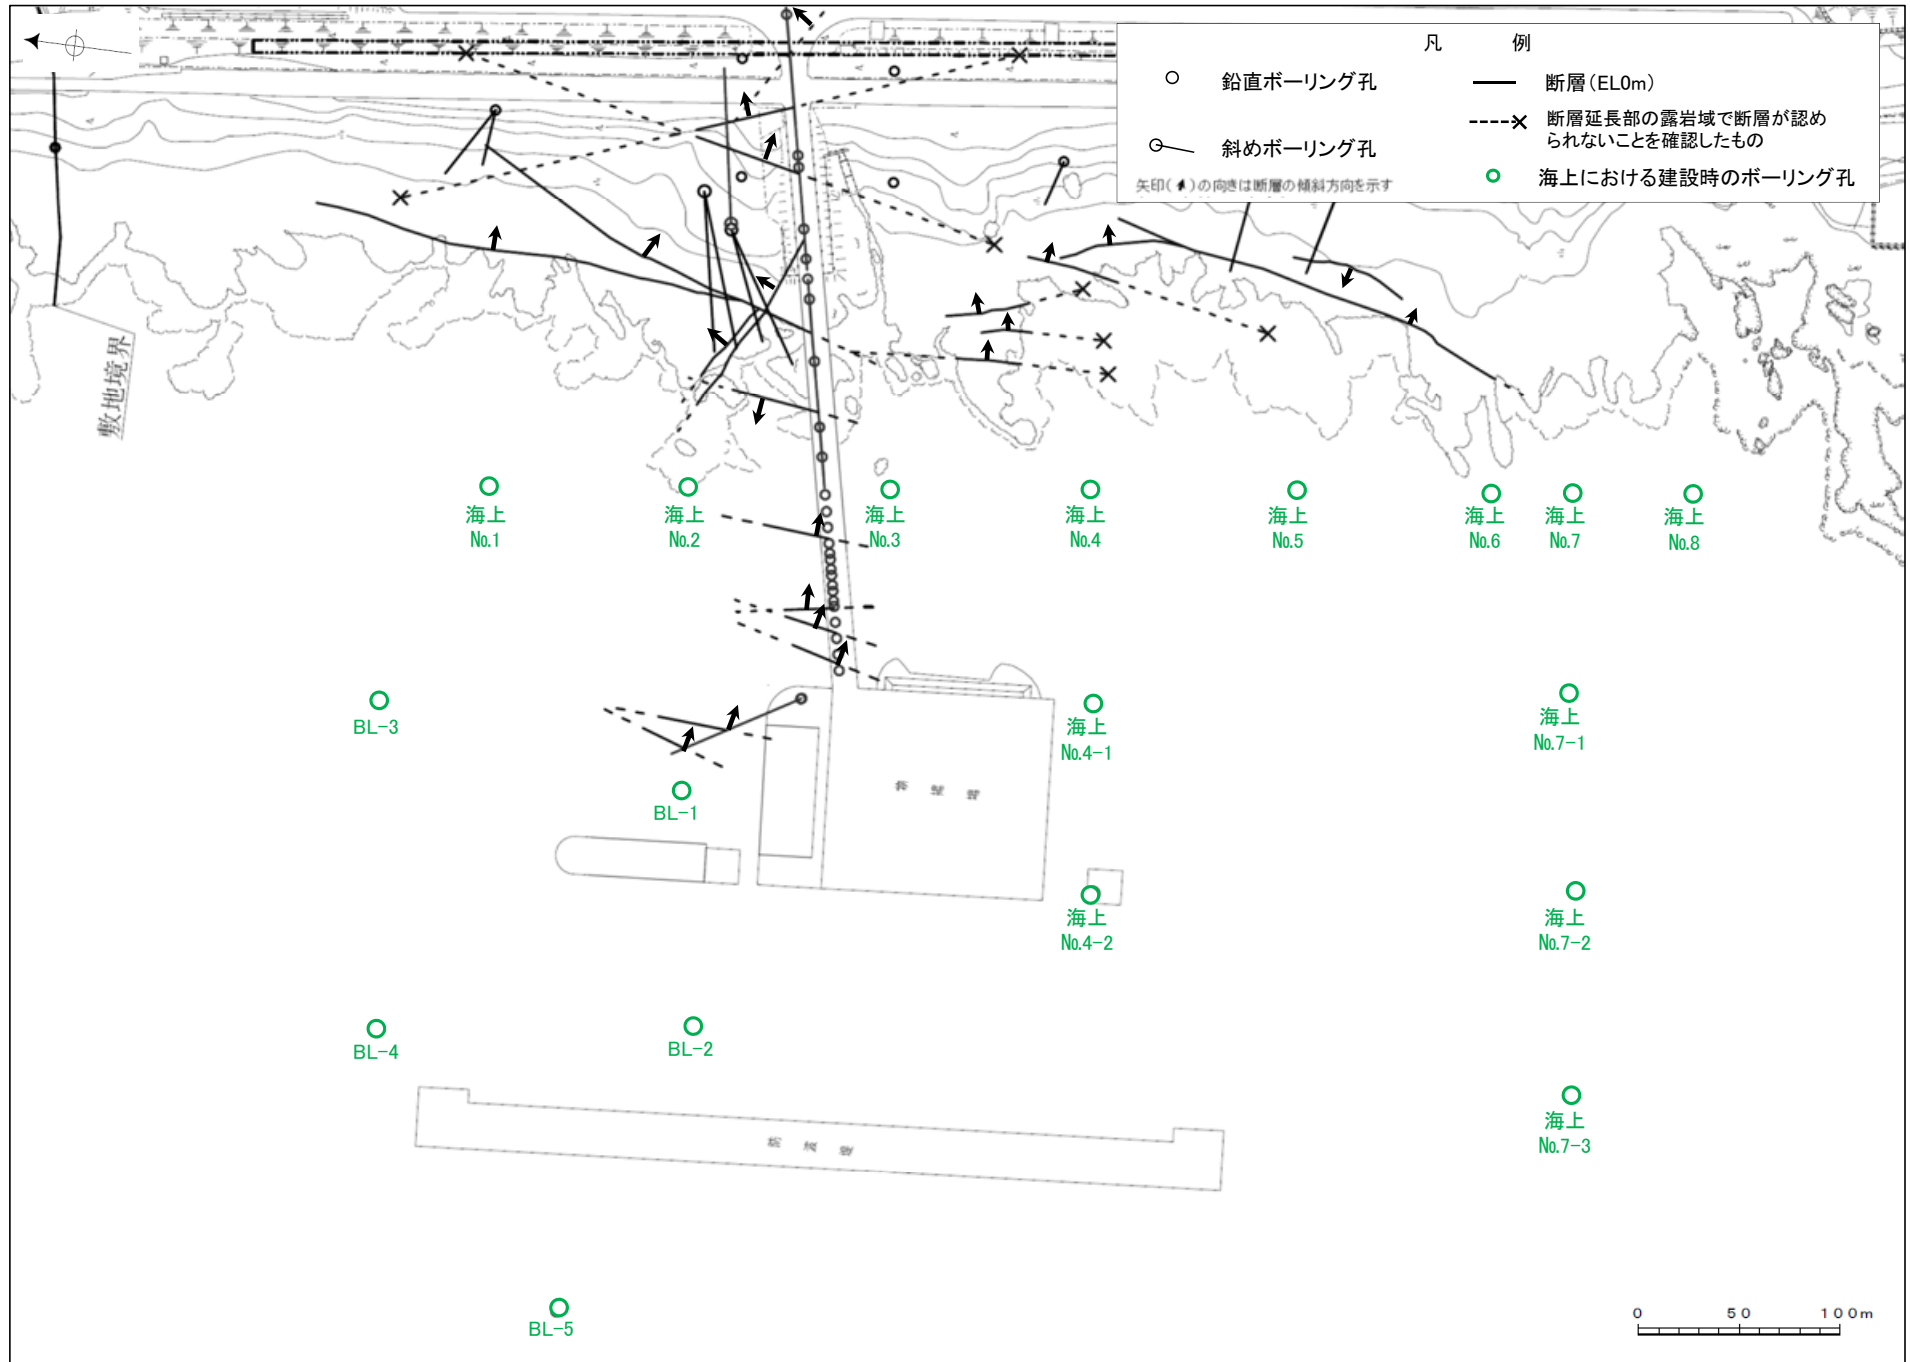 凡 例
鉛直ボーリング孔
断層(EL0m)
斜めボーリング孔
断層延長部の露岩域で断層が認め
られないことを確認したもの
矢印( )の向きは断層の傾斜方向を示す
海上における建設時のボーリング孔
敷地境界
海上
No.1
海上
No.2
海上
No.3
海上
No.4
海上
No.5
海上
No.6
海上
No.7
海上
No.8
BL-3
海上
No.4-1
海上
No.7-1
BL-1
海上
No.4-2
海上
No.7-2
BL-4
BL-2
海上
No.7-3
防波堤
BL-5
0 50 100m